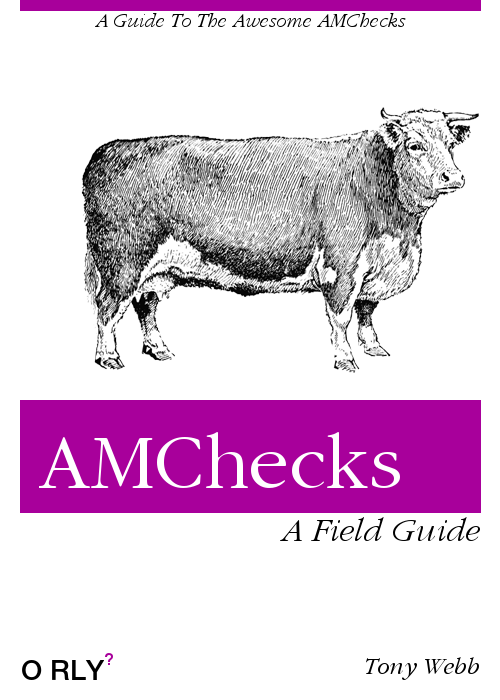 A Guide To The Awesome AMChecks
AMChecks
A Field Guide
O RLY?
Tony Webb